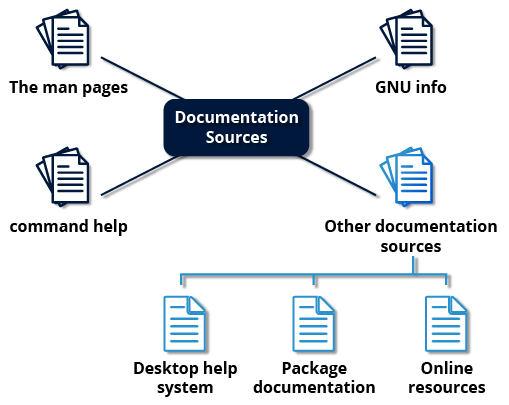 The man pages
GNU info
Documentation
Sources
command help
Other documentation
sources
Desktop help
system
Package
documentation
Online
resources